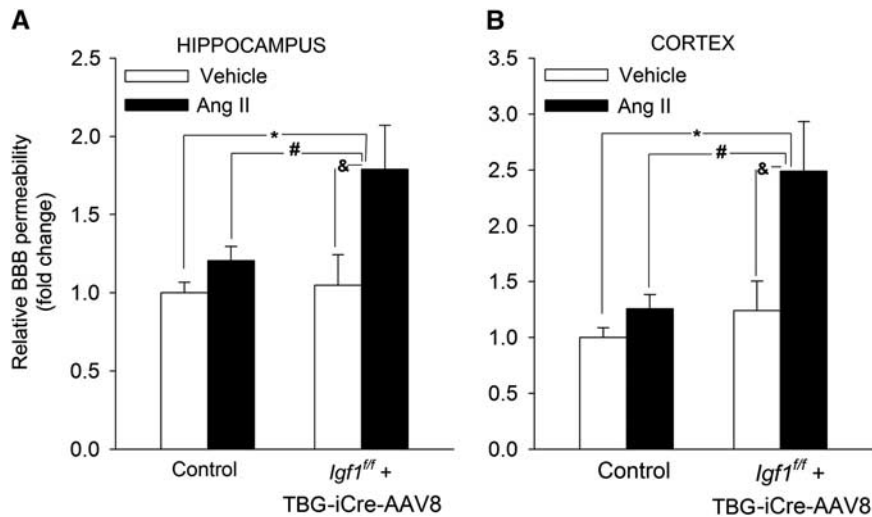 A
HIPPOCAMPUS
2.5
2.0
1.5
1.0
0.5
0.0
Relative BBB permeability
(fold change)
Vehicle
Ang II
*
#
&
Control
Igf1f/f +
TBG-iCre-AAV8
B
CORTEX
3.5
3.0
2.5
2.0
1.5
1.0
0.5
0.0
Vehicle
Ang II
*
#
&
Control
Igf1f/f +
TBG-iCre-AAV8